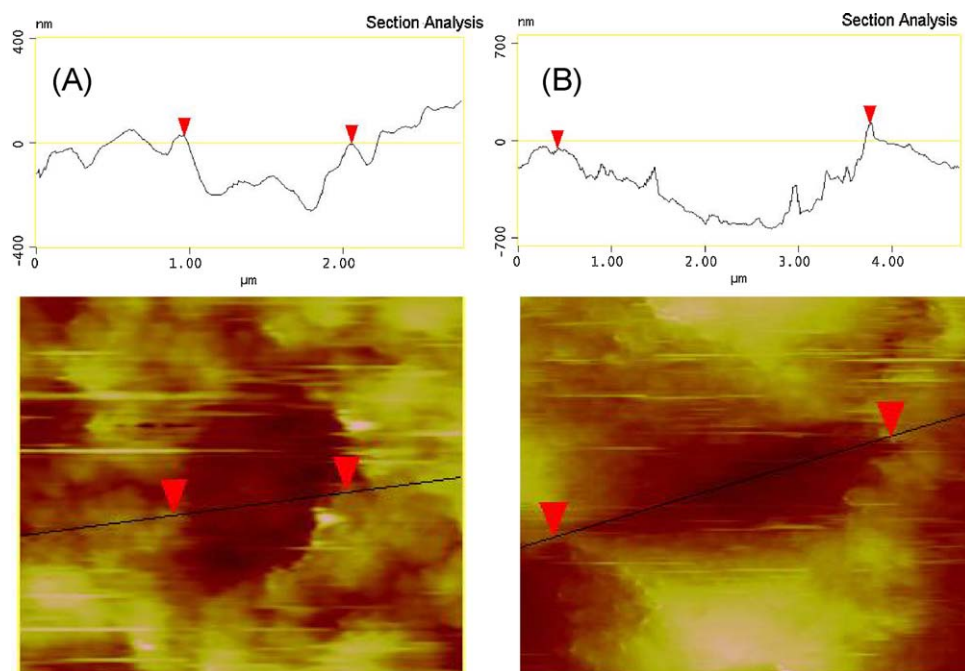 nm Section Analysis
400
(A)
0
-400
0 1.00 2.00
µm
nm Section Analysis
700
(B)
0
-700
0 1.00 2.00 3.00 4.00
µm